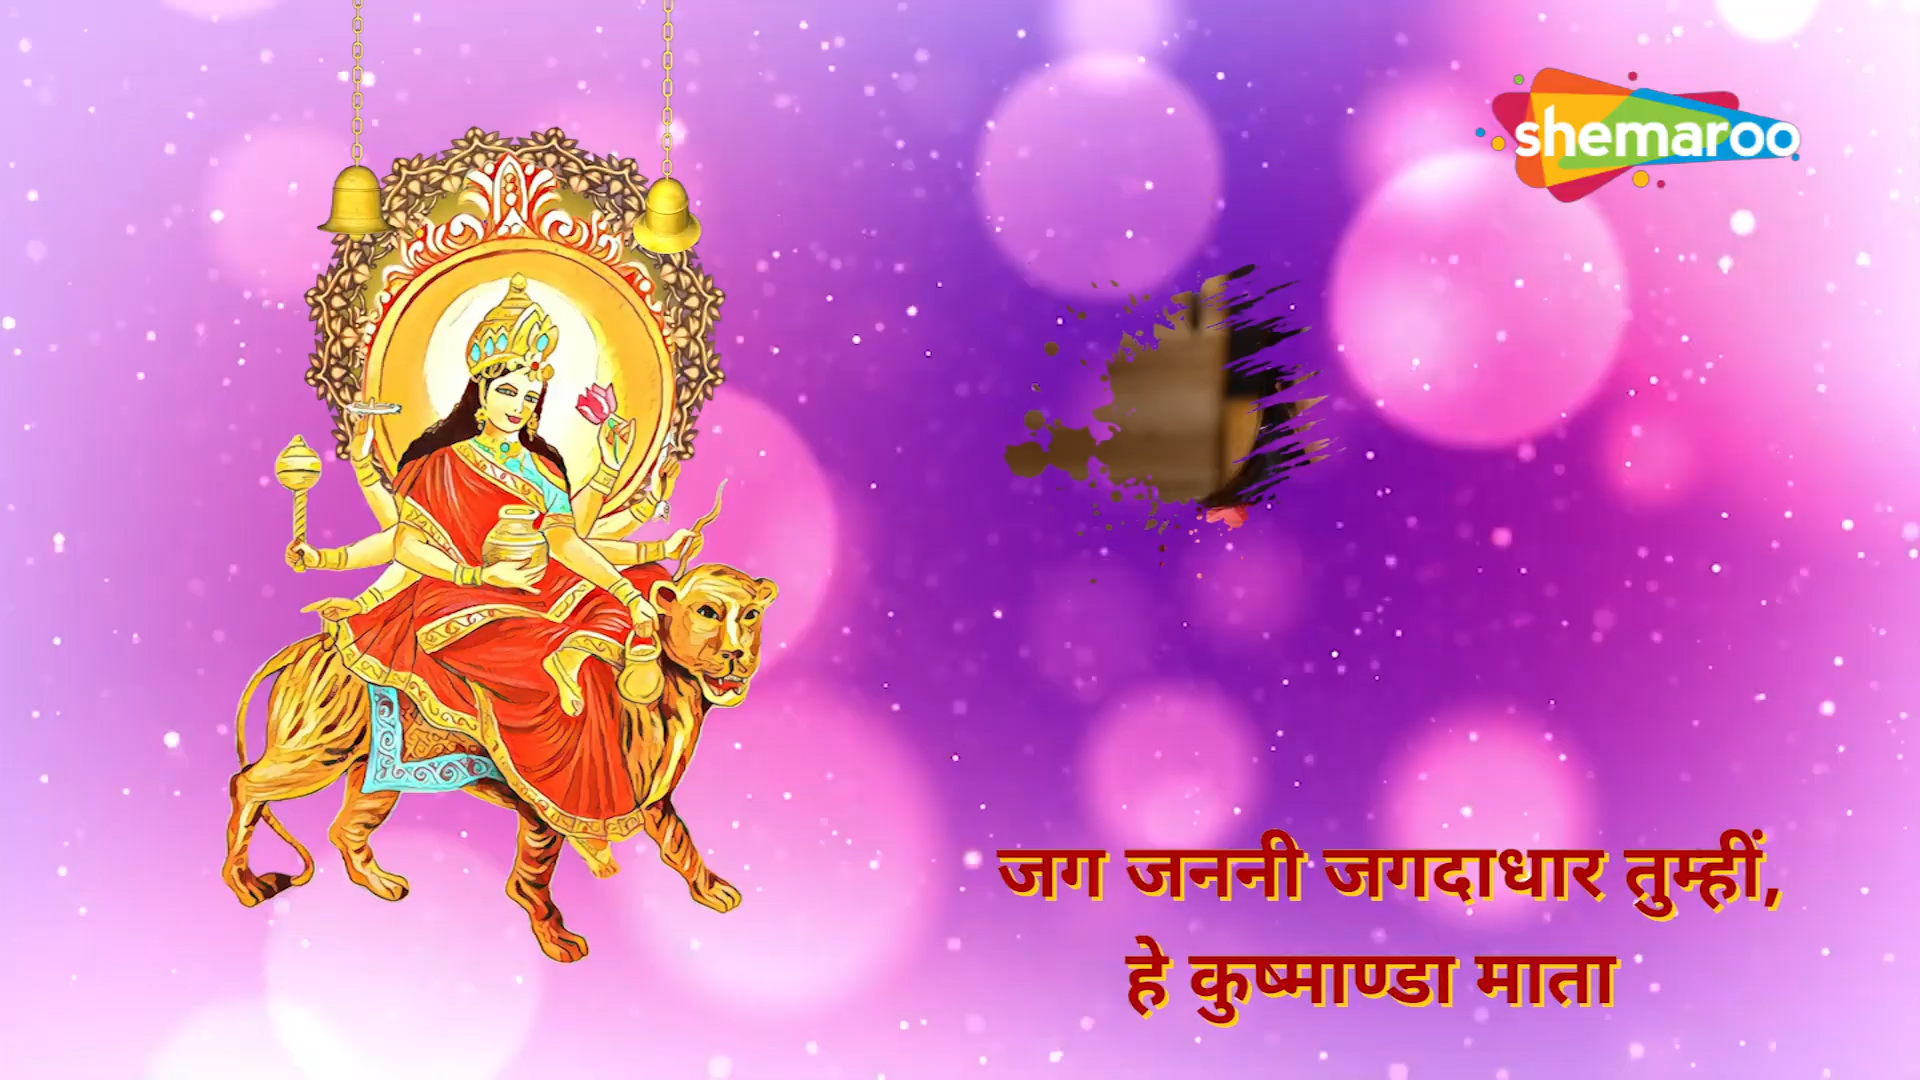 shemaroo
जग जननी जगदाधार तुम्हीं,
हे कुष्माण्डा माता